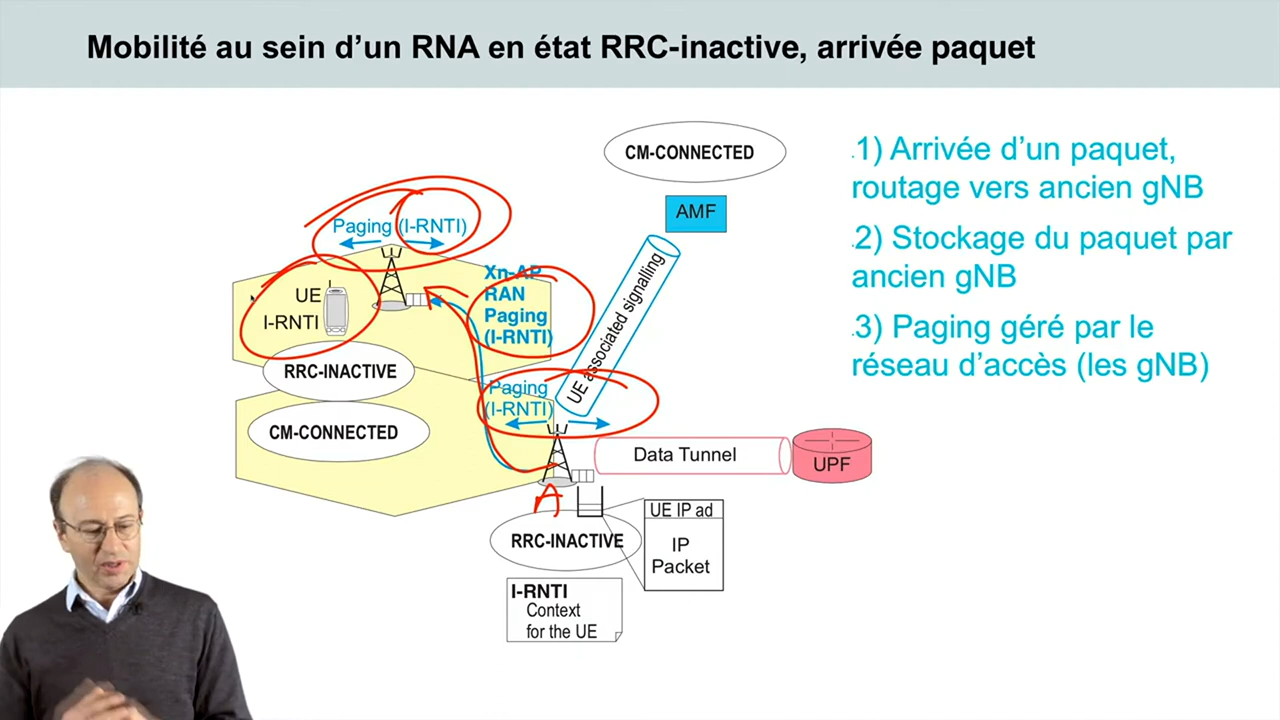 Mobilité au sein d’un RNA en état RRC-inactive, arrivée paquet
CM-CONNECTED
AMF
UE associated signalling
Paging (I-RNTI)
UE
I-RNTI
Xn-AP
RAN
Paging
(I-RNTI)
RRC-INACTIVE
CM-CONNECTED
Paging
(I-RNTI)
Data Tunnel
UPF
A
RRC-INACTIVE
UE IP ad
IP
Packet
I-RNTI
Context
for the UE
1) Arrivée d’un paquet,
routage vers ancien gNB
2) Stockage du paquet par
ancien gNB
3) Paging géré par le
réseau d’accès (les gNB)